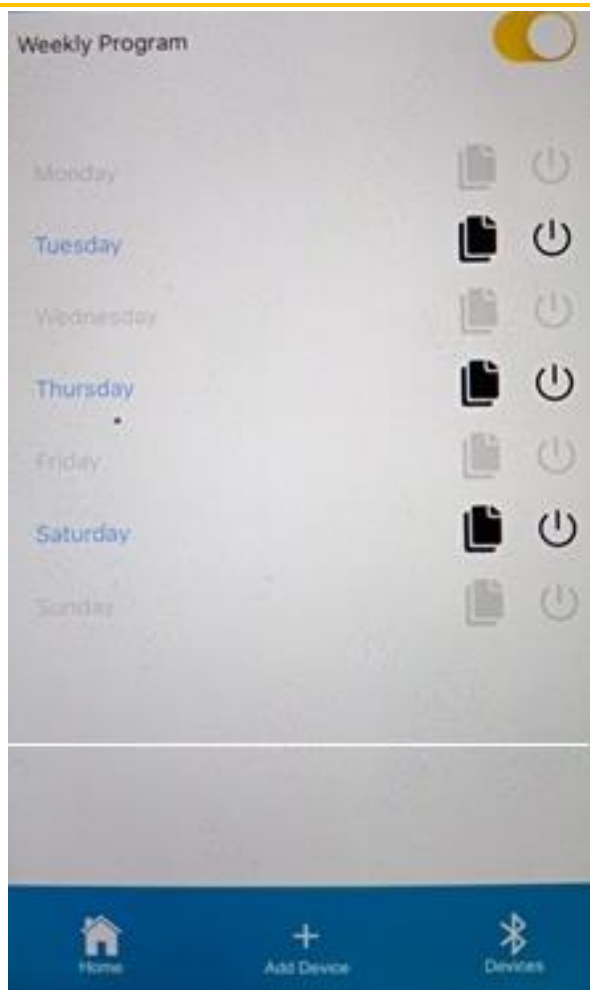 Weekly Program
Monday
Tuesday
Wednesday
Thursday
Friday
Saturday
Sunday
Home
Add Device
Devices